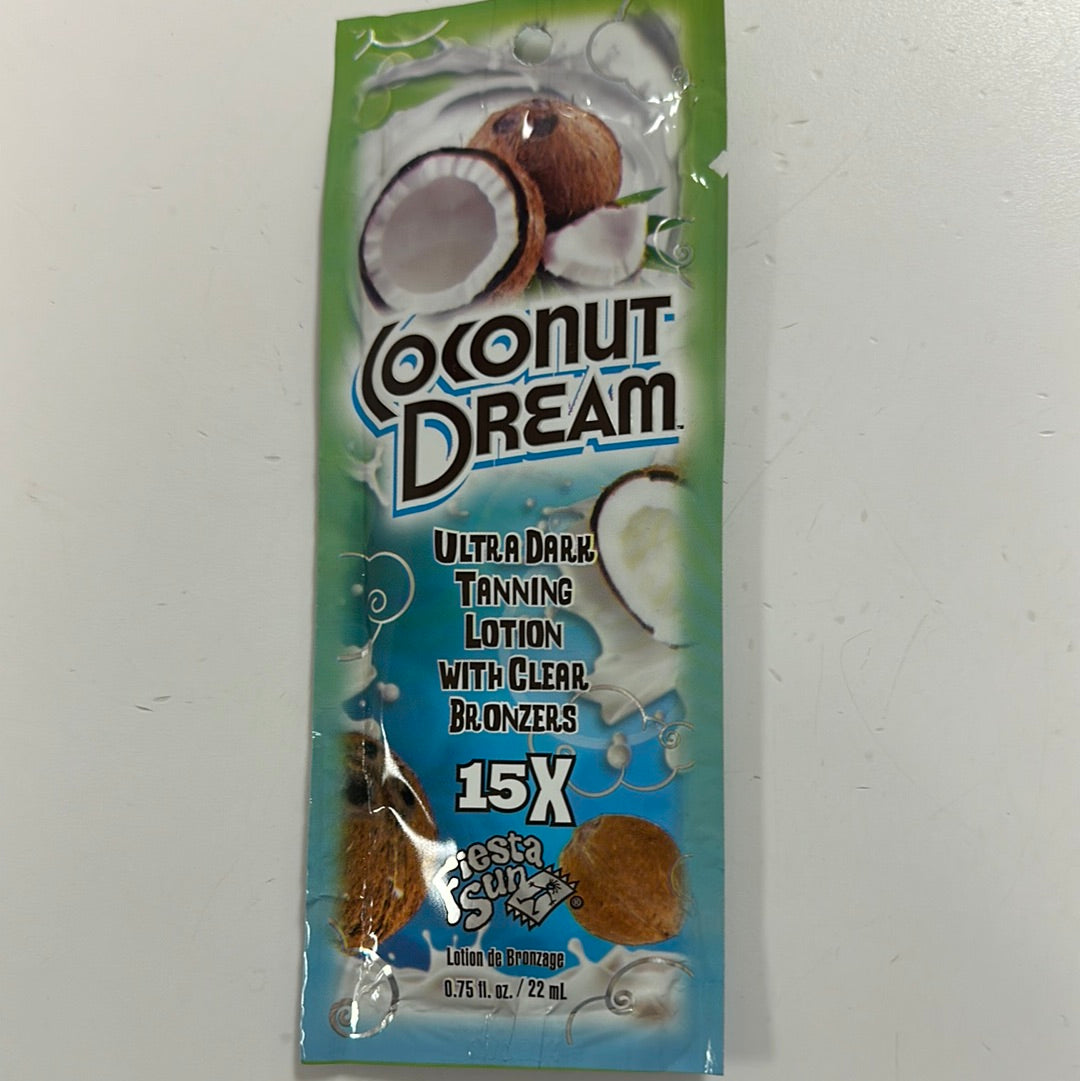 COCONUT
DREAM™
ULTRA DARK
TANNING
LOTION
WITH CLEAR
BRONZERS
15X
Fiesta
Sun®
Lotion de Bronzage
0.75 fl. oz. / 22 mL